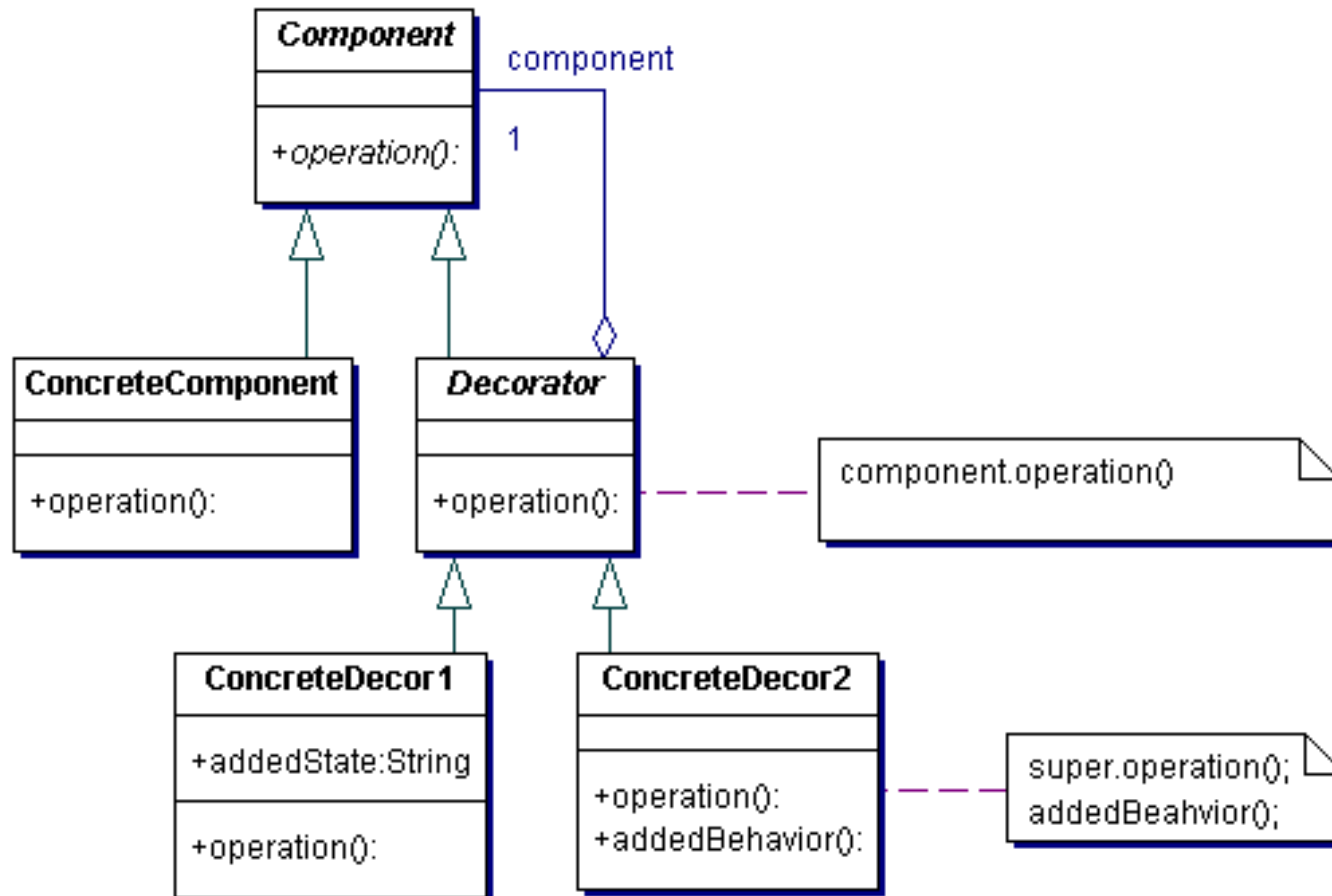 Component
component
1
+operation():
ConcreteComponent
+operation():
Decorator
+operation():
component.operation()
ConcreteDecor1
+addedState:String
+operation():
ConcreteDecor2
+operation():
+addedBehavior():
super.operation();
addedBeahvior();